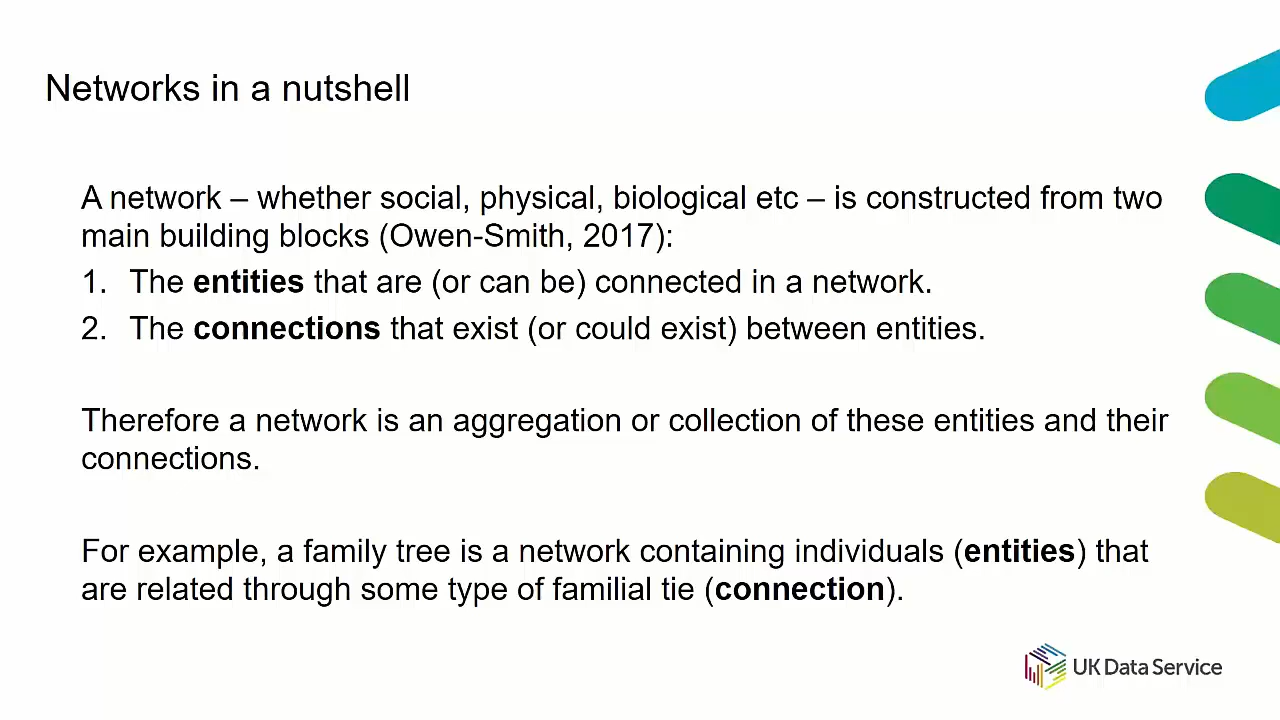 Networks in a nutshell
A network – whether social, physical, biological etc – is constructed from two
main building blocks (Owen-Smith, 2017):
1. The entities that are (or can be) connected in a network.
2. The connections that exist (or could exist) between entities.
Therefore a network is an aggregation or collection of these entities and their
connections.
For example, a family tree is a network containing individuals (entities) that
are related through some type of familial tie (connection).
UK Data Service